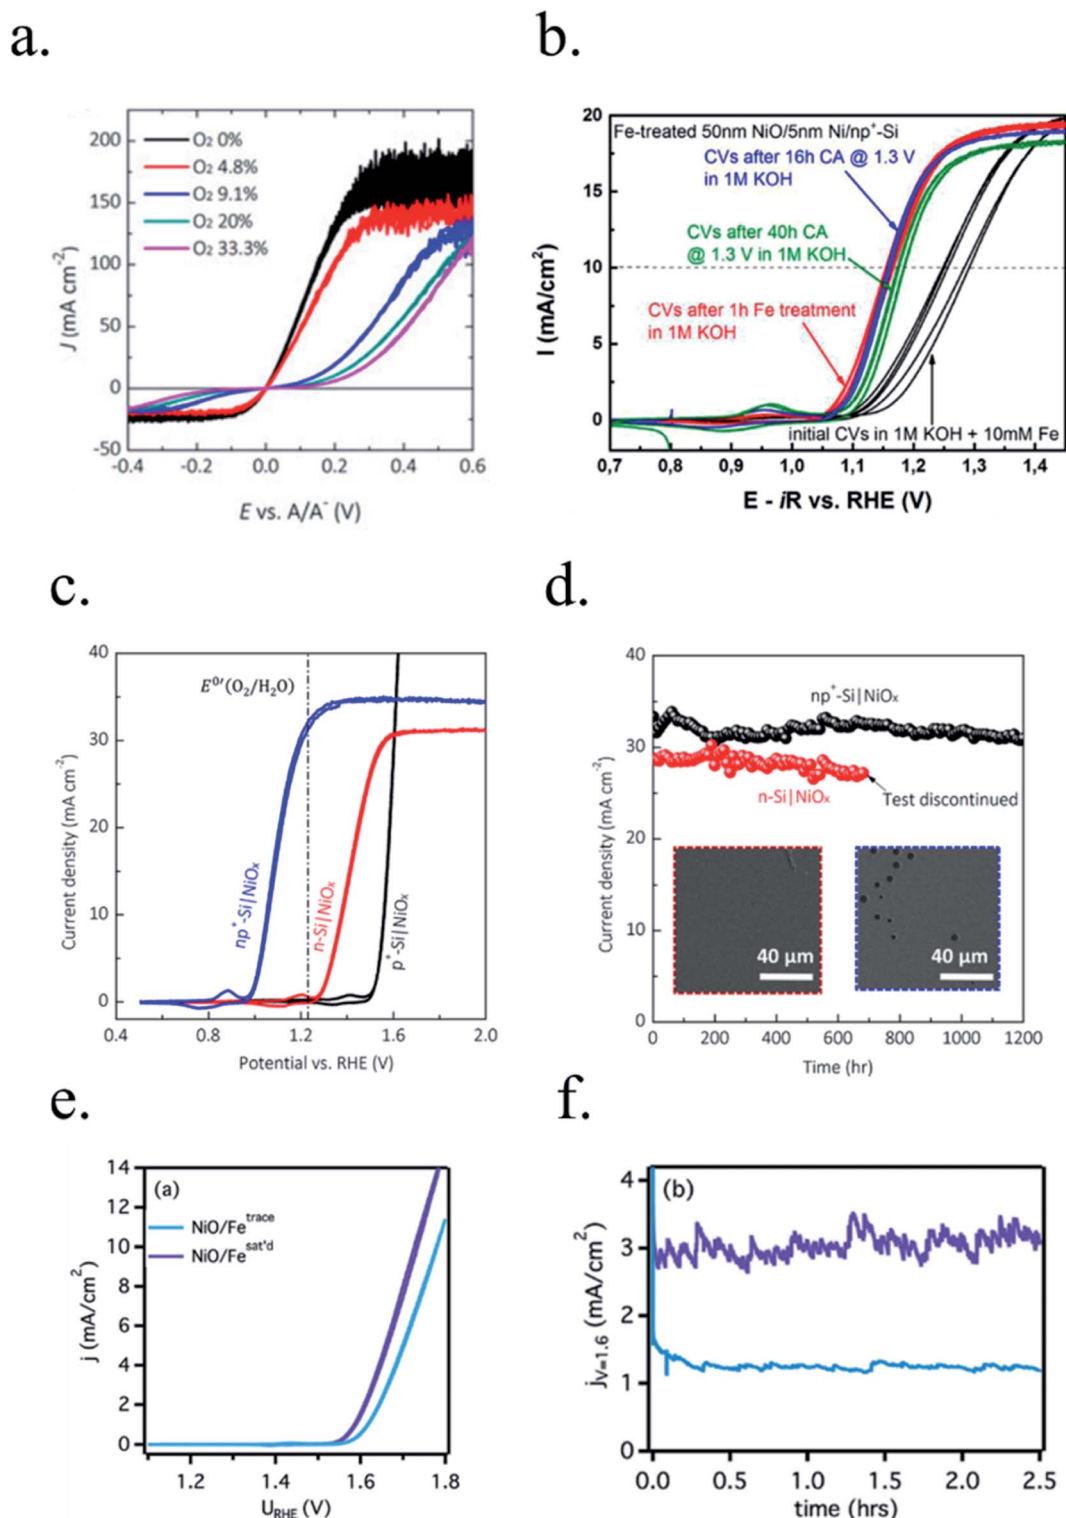 a.
200
150
100
50
0
-50
J (mA cm⁻²)
O₂ 0%
O₂ 4.8%
O₂ 9.1%
O₂ 20%
O₂ 33.3%
-0.4 -0.2 0.0 0.2 0.4 0.6
E vs. A/A⁻ (V)
b.
20
15
10
5
0
I (mA/cm²)
Fe-treated 50nm NiO/5nm Ni/np⁺-Si
CVs after 16h CA @ 1.3 V
in 1M KOH
CVs after 40h CA
@ 1.3 V in 1M KOH
CVs after 1h Fe treatment
in 1M KOH
initial CVs in 1M KOH + 10mM Fe
0,7 0,8 0,9 1,0 1,1 1,2 1,3 1,4
E - iR vs. RHE (V)
c.
40
30
20
10
0
Current density (mA cm⁻²)
E⁰′(O₂/H₂O)
np⁺-Si|NiOₓ
n-Si|NiOₓ
p⁺-Si|NiOₓ
0.4 0.8 1.2 1.6 2.0
Potential vs. RHE (V)
d.
40
30
20
10
0
Current density (mA cm⁻²)
np⁺-Si|NiOₓ
n-Si|NiOₓ
Test discontinued
40 μm
40 μm
0 200 400 600 800 1000 1200
Time (hr)
e.
14
12
10
8
6
4
2
0
j (mA/cm²)
(a)
NiO/Fe^trace
NiO/Fe^sat'd
1.2 1.4 1.6 1.8
U_RHE (V)
f.
4
3
2
1
0
j_V=1.6 (mA/cm²)
(b)
0.0 0.5 1.0 1.5 2.0 2.5
time (hrs)